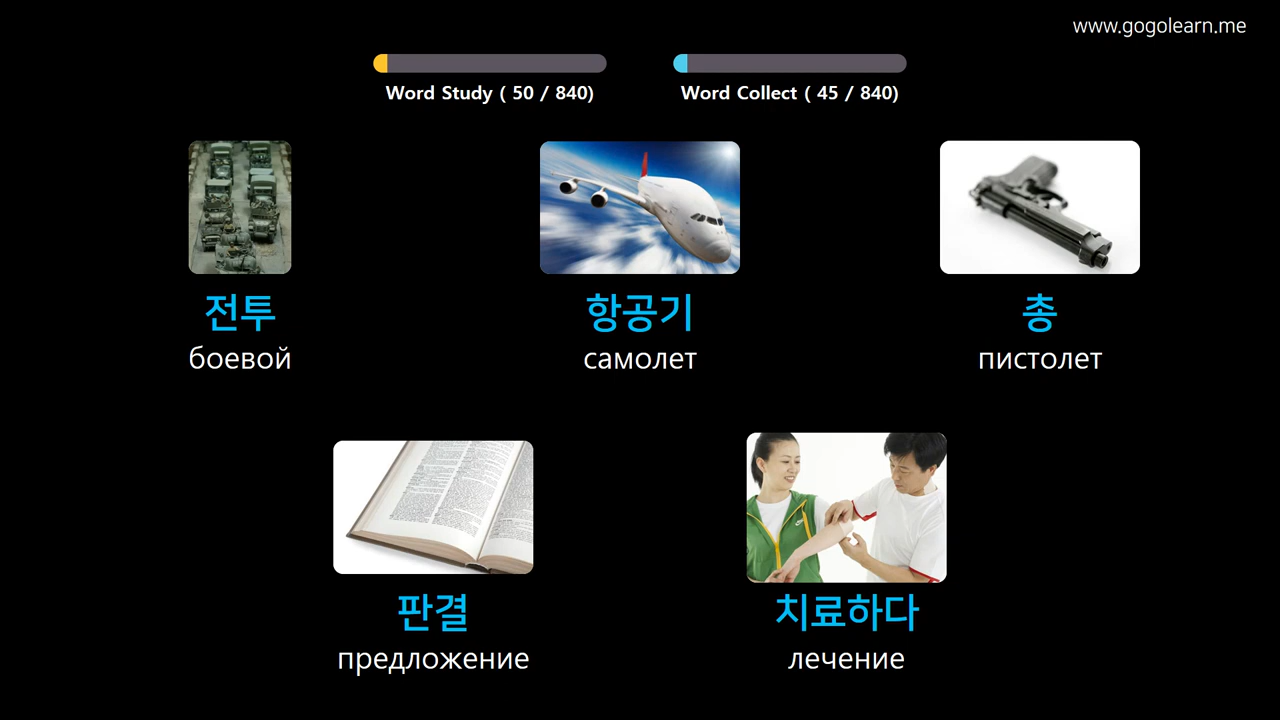 www.gogolearn.me
Word Study ( 50 / 840)
Word Collect ( 45 / 840)
전투
боевой
항공기
самолет
총
пистолет
판결
предложение
치료하다
лечение